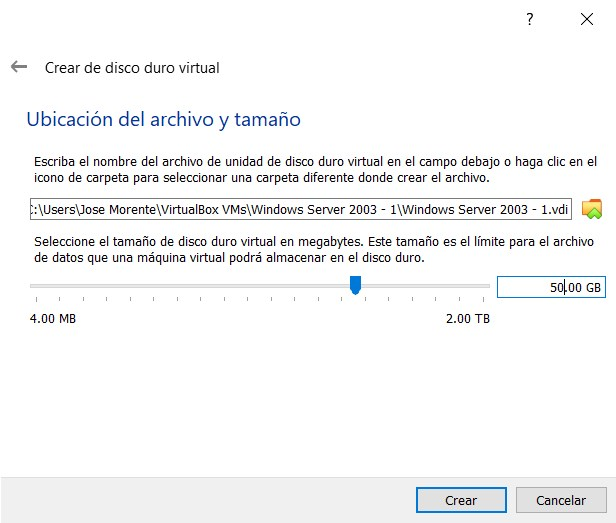 ?
Crear de disco duro virtual
Ubicación del archivo y tamaño
Escriba el nombre del archivo de unidad de disco duro virtual en el campo debajo o haga clic en el
icono de carpeta para seleccionar una carpeta diferente donde crear el archivo.
:\Users\Jose Morente\VirtualBox VMs\Windows Server 2003 - 1\Windows Server 2003 - 1.vdi
Seleccione el tamaño de disco duro virtual en megabytes. Este tamaño es el límite para el archivo
de datos que una máquina virtual podrá almacenar en el disco duro.
50.00 GB
4.00 MB 2.00 TB
Crear Cancelar